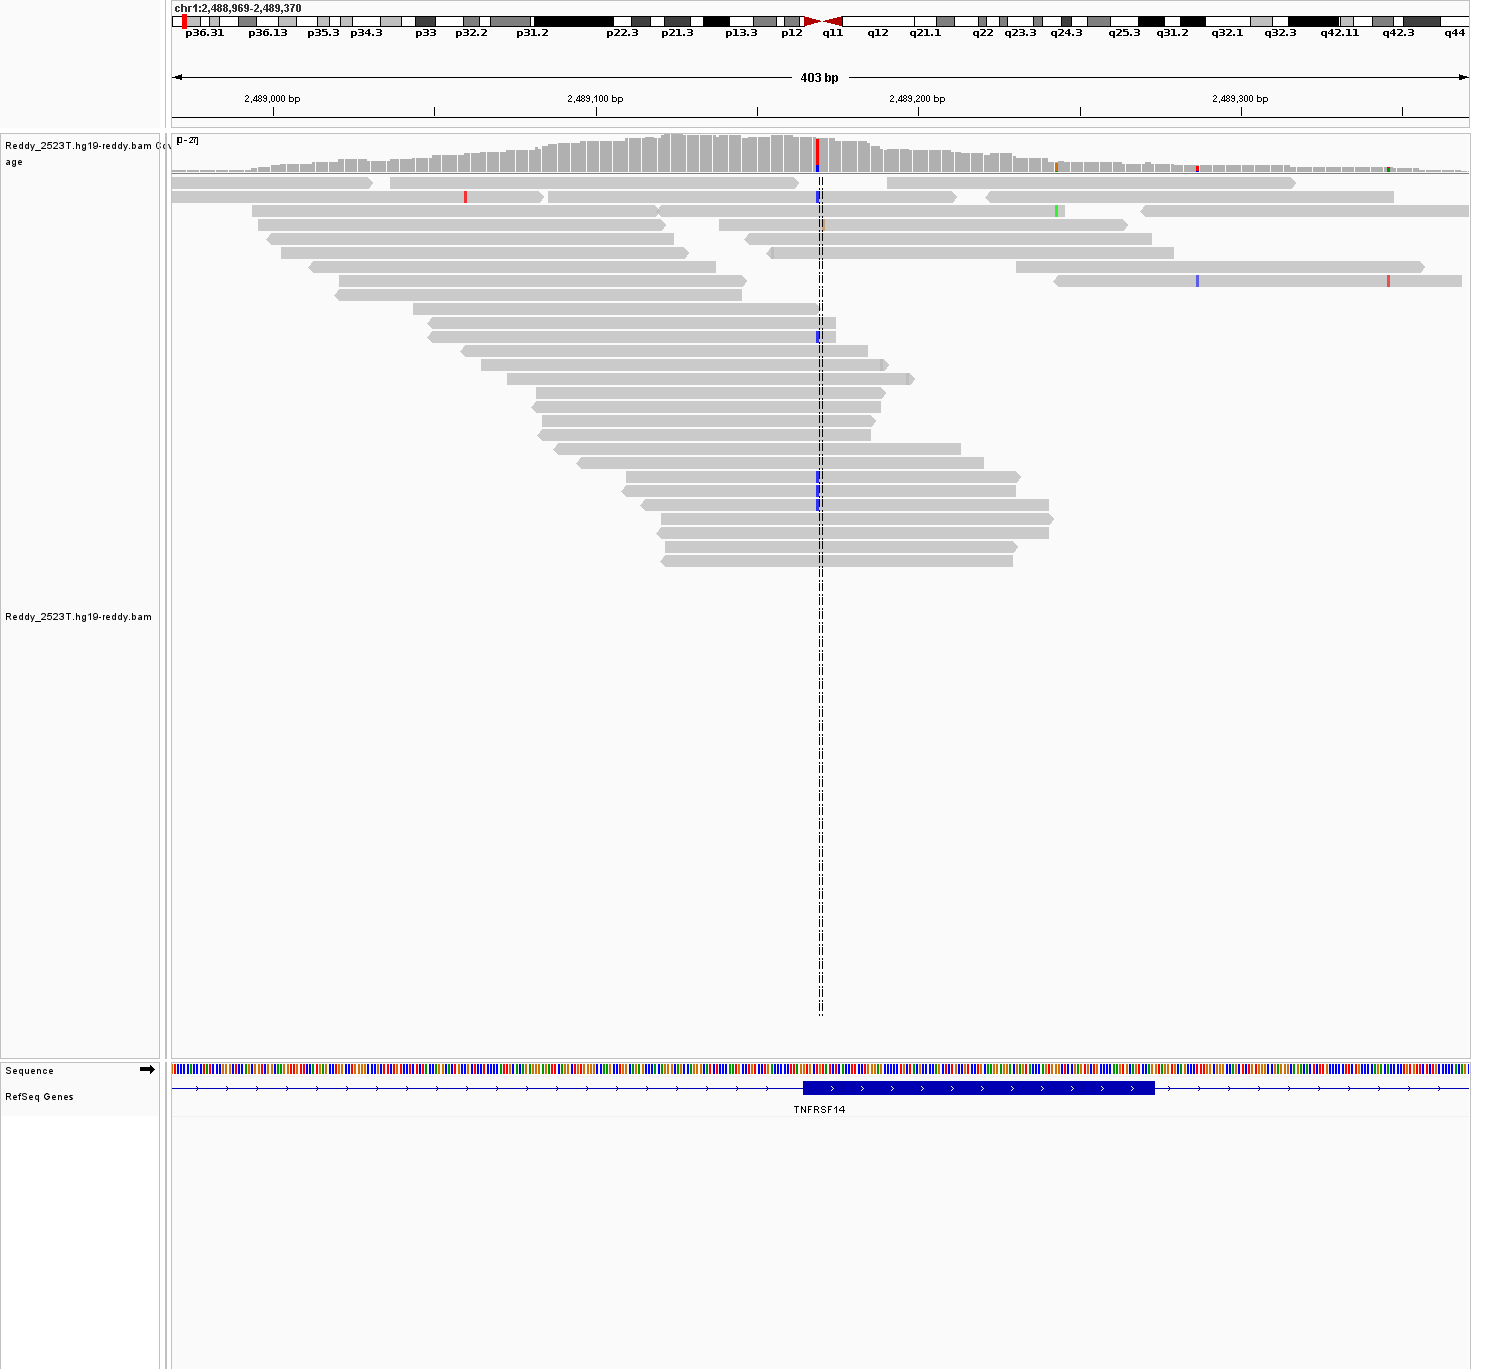 chr1:2,488,969-2,489,370
p36.31 p36.13 p35.3 p34.3 p33 p32.2 p31.2 p22.3 p21.3 p13.3 p12 q11 q12 q21.1 q22 q23.3 q24.3 q25.3 q31.2 q32.1 q32.3 q42.11 q42.3 q44
403 bp
2,489,000 bp 2,489,100 bp 2,489,200 bp 2,489,300 bp
[0 - 27]
Reddy_2523T.hg19-reddy.bam Cov
age
Reddy_2523T.hg19-reddy.bam
Sequence
RefSeq Genes
TNFRSF14